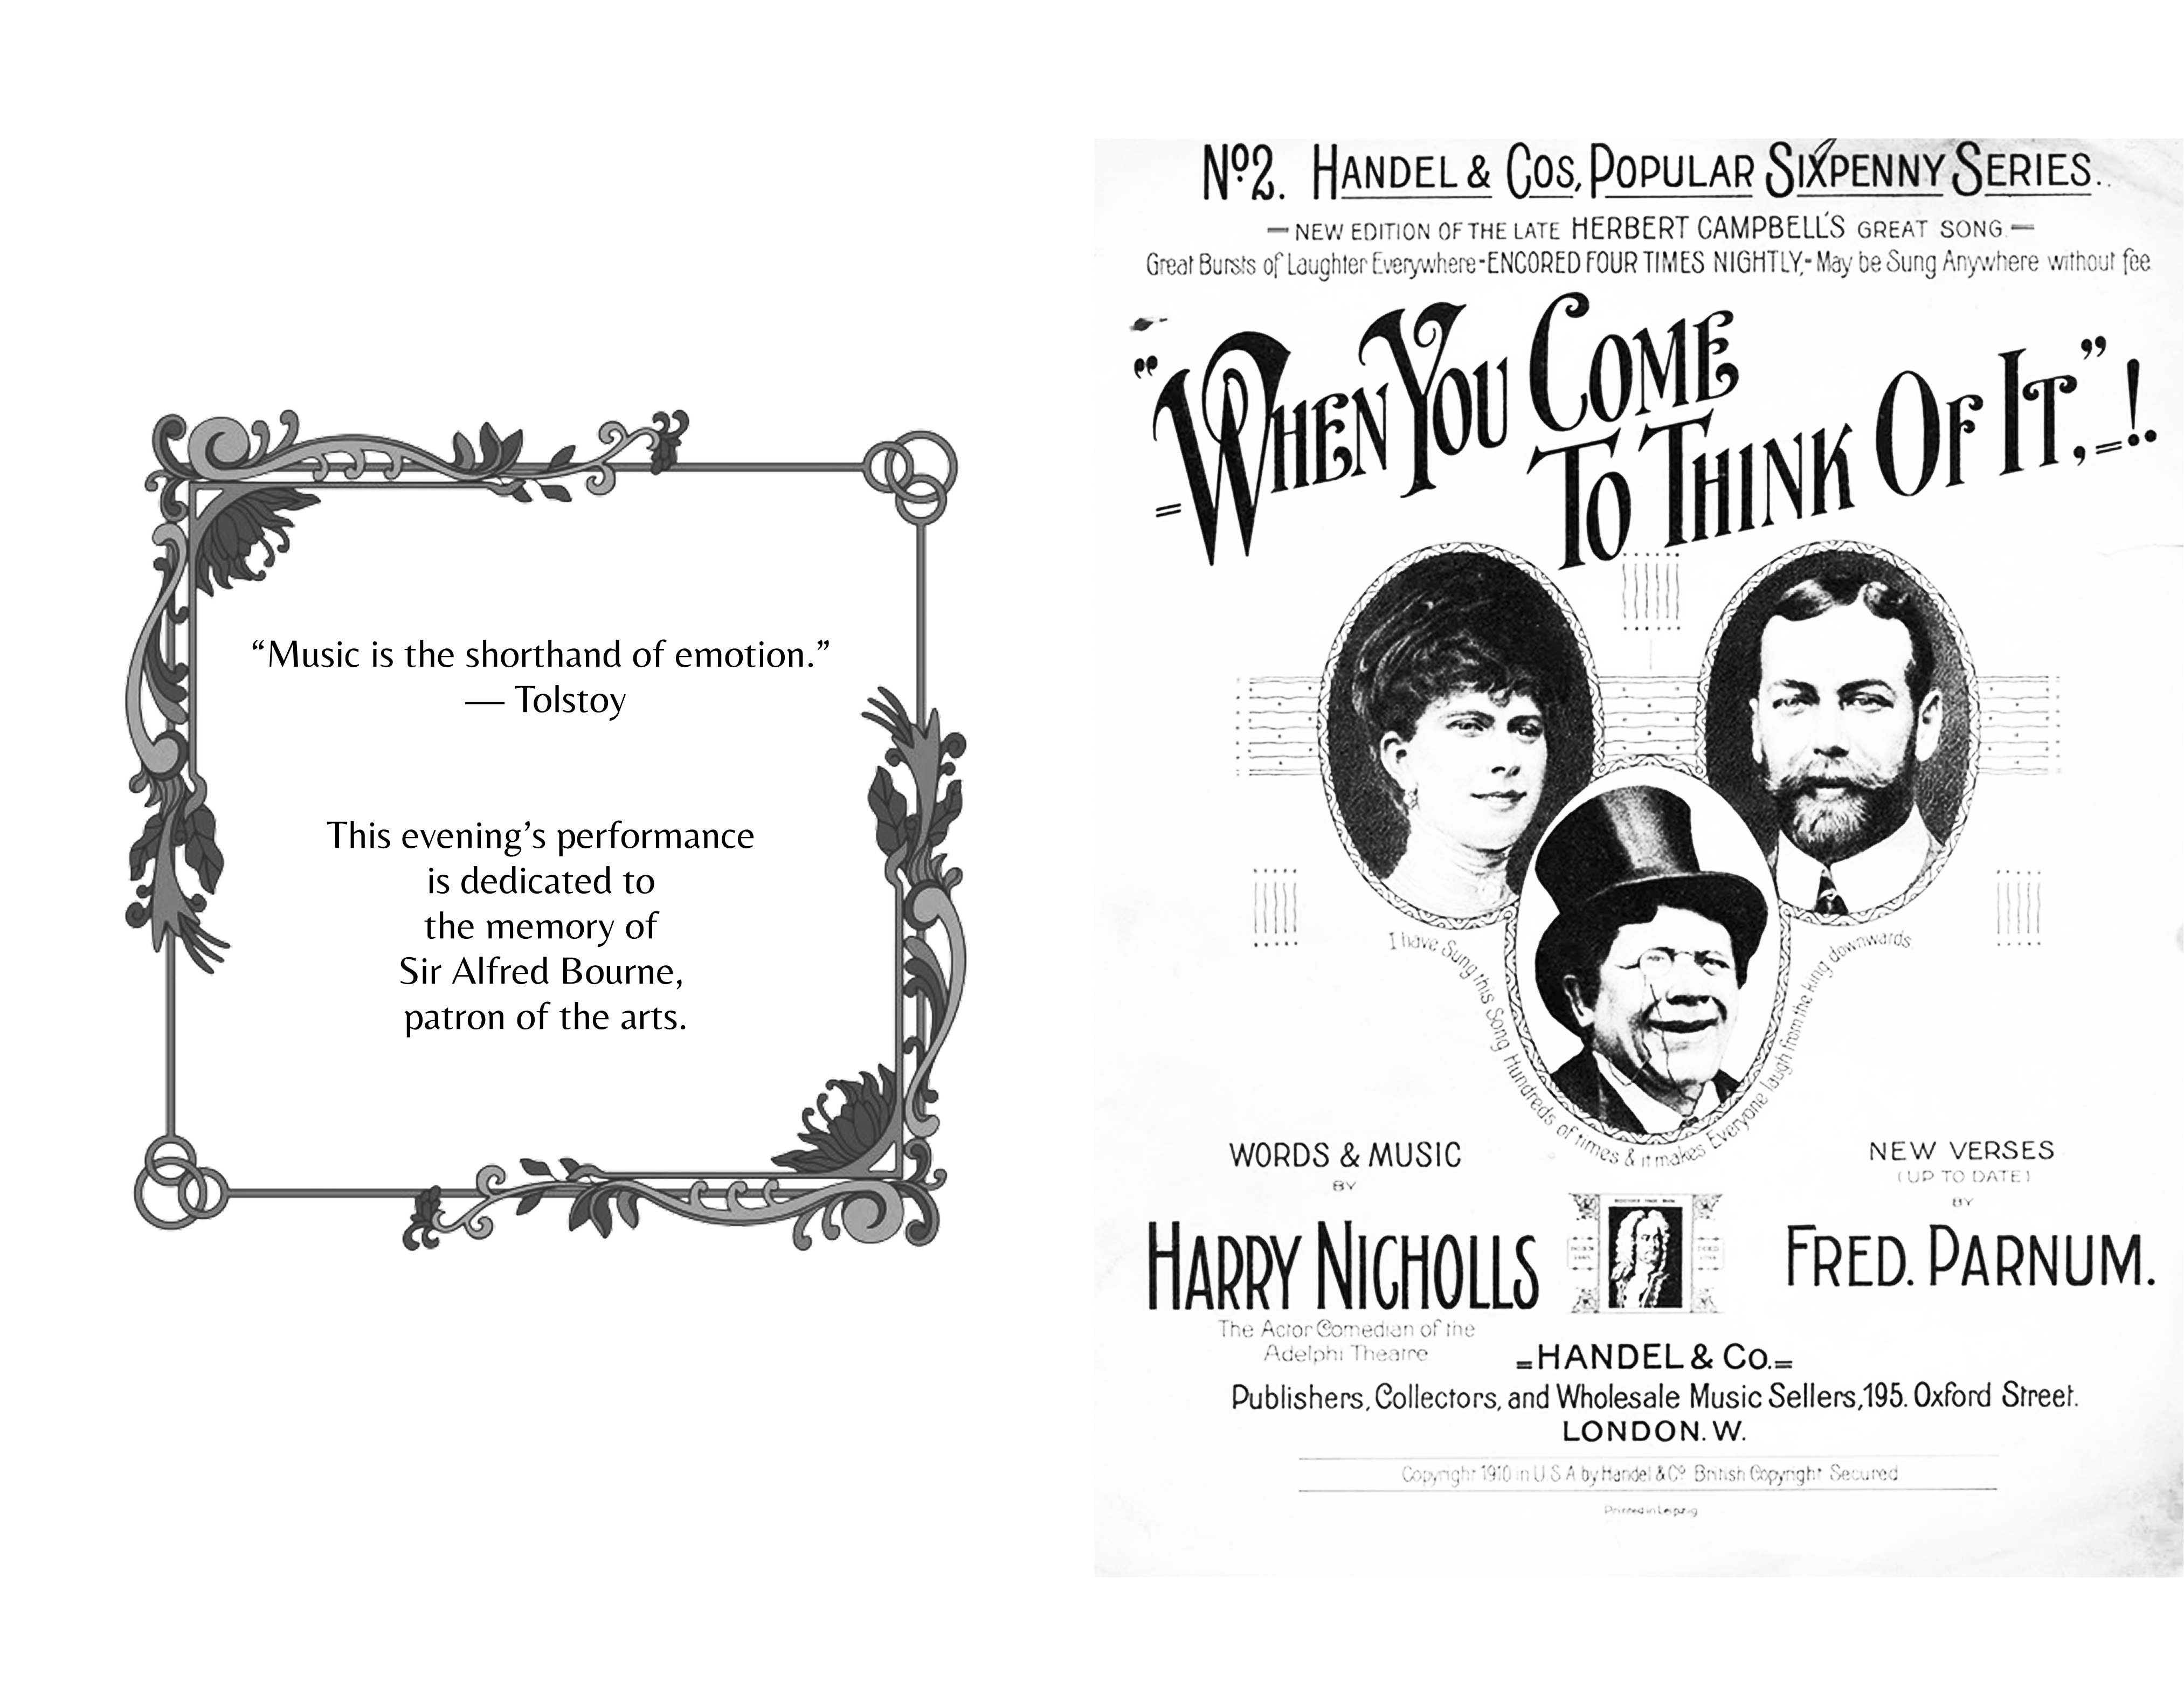 “Music is the shorthand of emotion.”
— Tolstoy
This evening’s performance
is dedicated to
the memory of
Sir Alfred Bourne,
patron of the arts.
Nº2. HANDEL & COS, POPULAR SIXPENNY SERIES.
— NEW EDITION OF THE LATE HERBERT CAMPBELL'S GREAT SONG. —
Great Bursts of Laughter Everywhere - ENCORED FOUR TIMES NIGHTLY, - May be Sung Anywhere without fee
"WHEN YOU COME
TO THINK OF IT,"=!.
I have Sung this Song Hundreds of times & it makes Everyone laugh from the king downwards
WORDS & MUSIC
BY
HARRY NICHOLLS
The Actor Comedian of the
Adelphi Theatre
NEW VERSES
(UP TO DATE)
BY
FRED. PARNUM.
=HANDEL & Co.=
Publishers, Collectors, and Wholesale Music Sellers, 195. Oxford Street.
LONDON. W.
Copyright 1910 in U.S.A by Handel & Cº British Copyright Secured
Printed in Leipzig